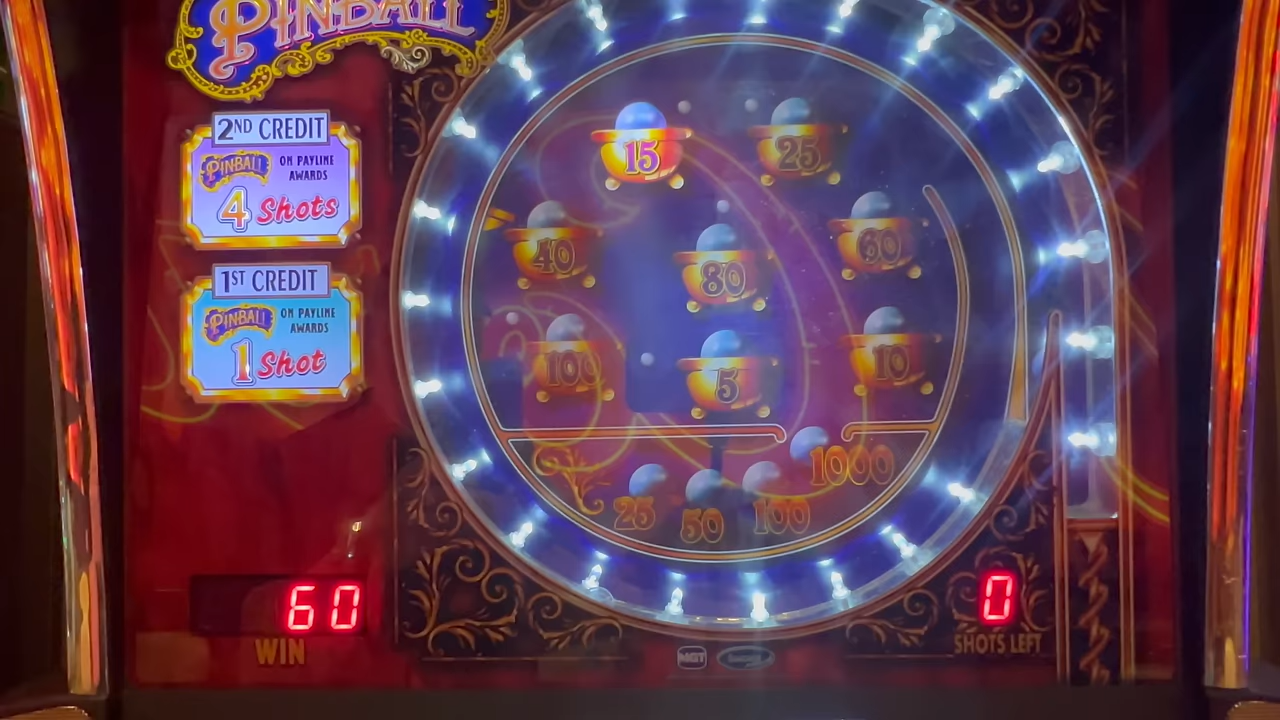 PINBALL
2ND CREDIT
PINBALL ON PAYLINE
AWARDS
4 Shots
1ST CREDIT
PINBALL ON PAYLINE
AWARDS
1 Shot
15
25
40
80
60
100
5
10
1000
25
50
100
60
WIN
0
SHOTS LEFT